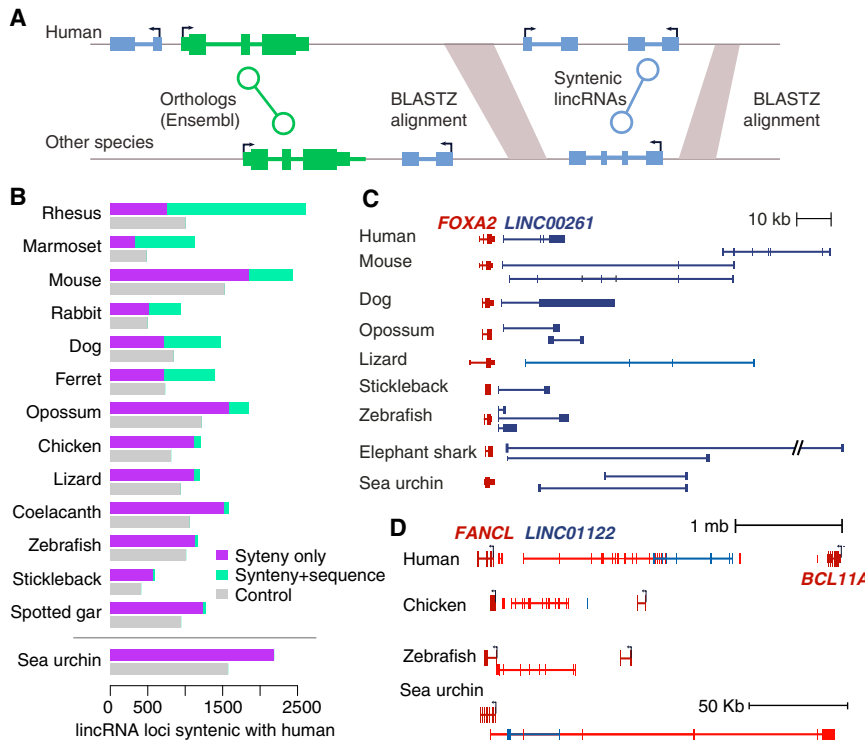 A
Human
Orthologs
(Ensembl)
BLASTZ
alignment
Syntenic
lincRNAs
BLASTZ
alignment
Other species
B
Rhesus
Marmoset
Mouse
Rabbit
Dog
Ferret
Opossum
Chicken
Lizard
Coelacanth
Zebrafish
Stickleback
Spotted gar
Sea urchin
Syteny only
Synteny+sequence
Control
0 500 1500 2500
lincRNA loci syntenic with human
C
FOXA2 LINC00261
10 kb
Human
Mouse
Dog
Opossum
Lizard
Stickleback
Zebrafish
Elephant shark
Sea urchin
D
1 mb
FANCL LINC01122
Human
BCL11A
Chicken
Zebrafish
Sea urchin
50 Kb